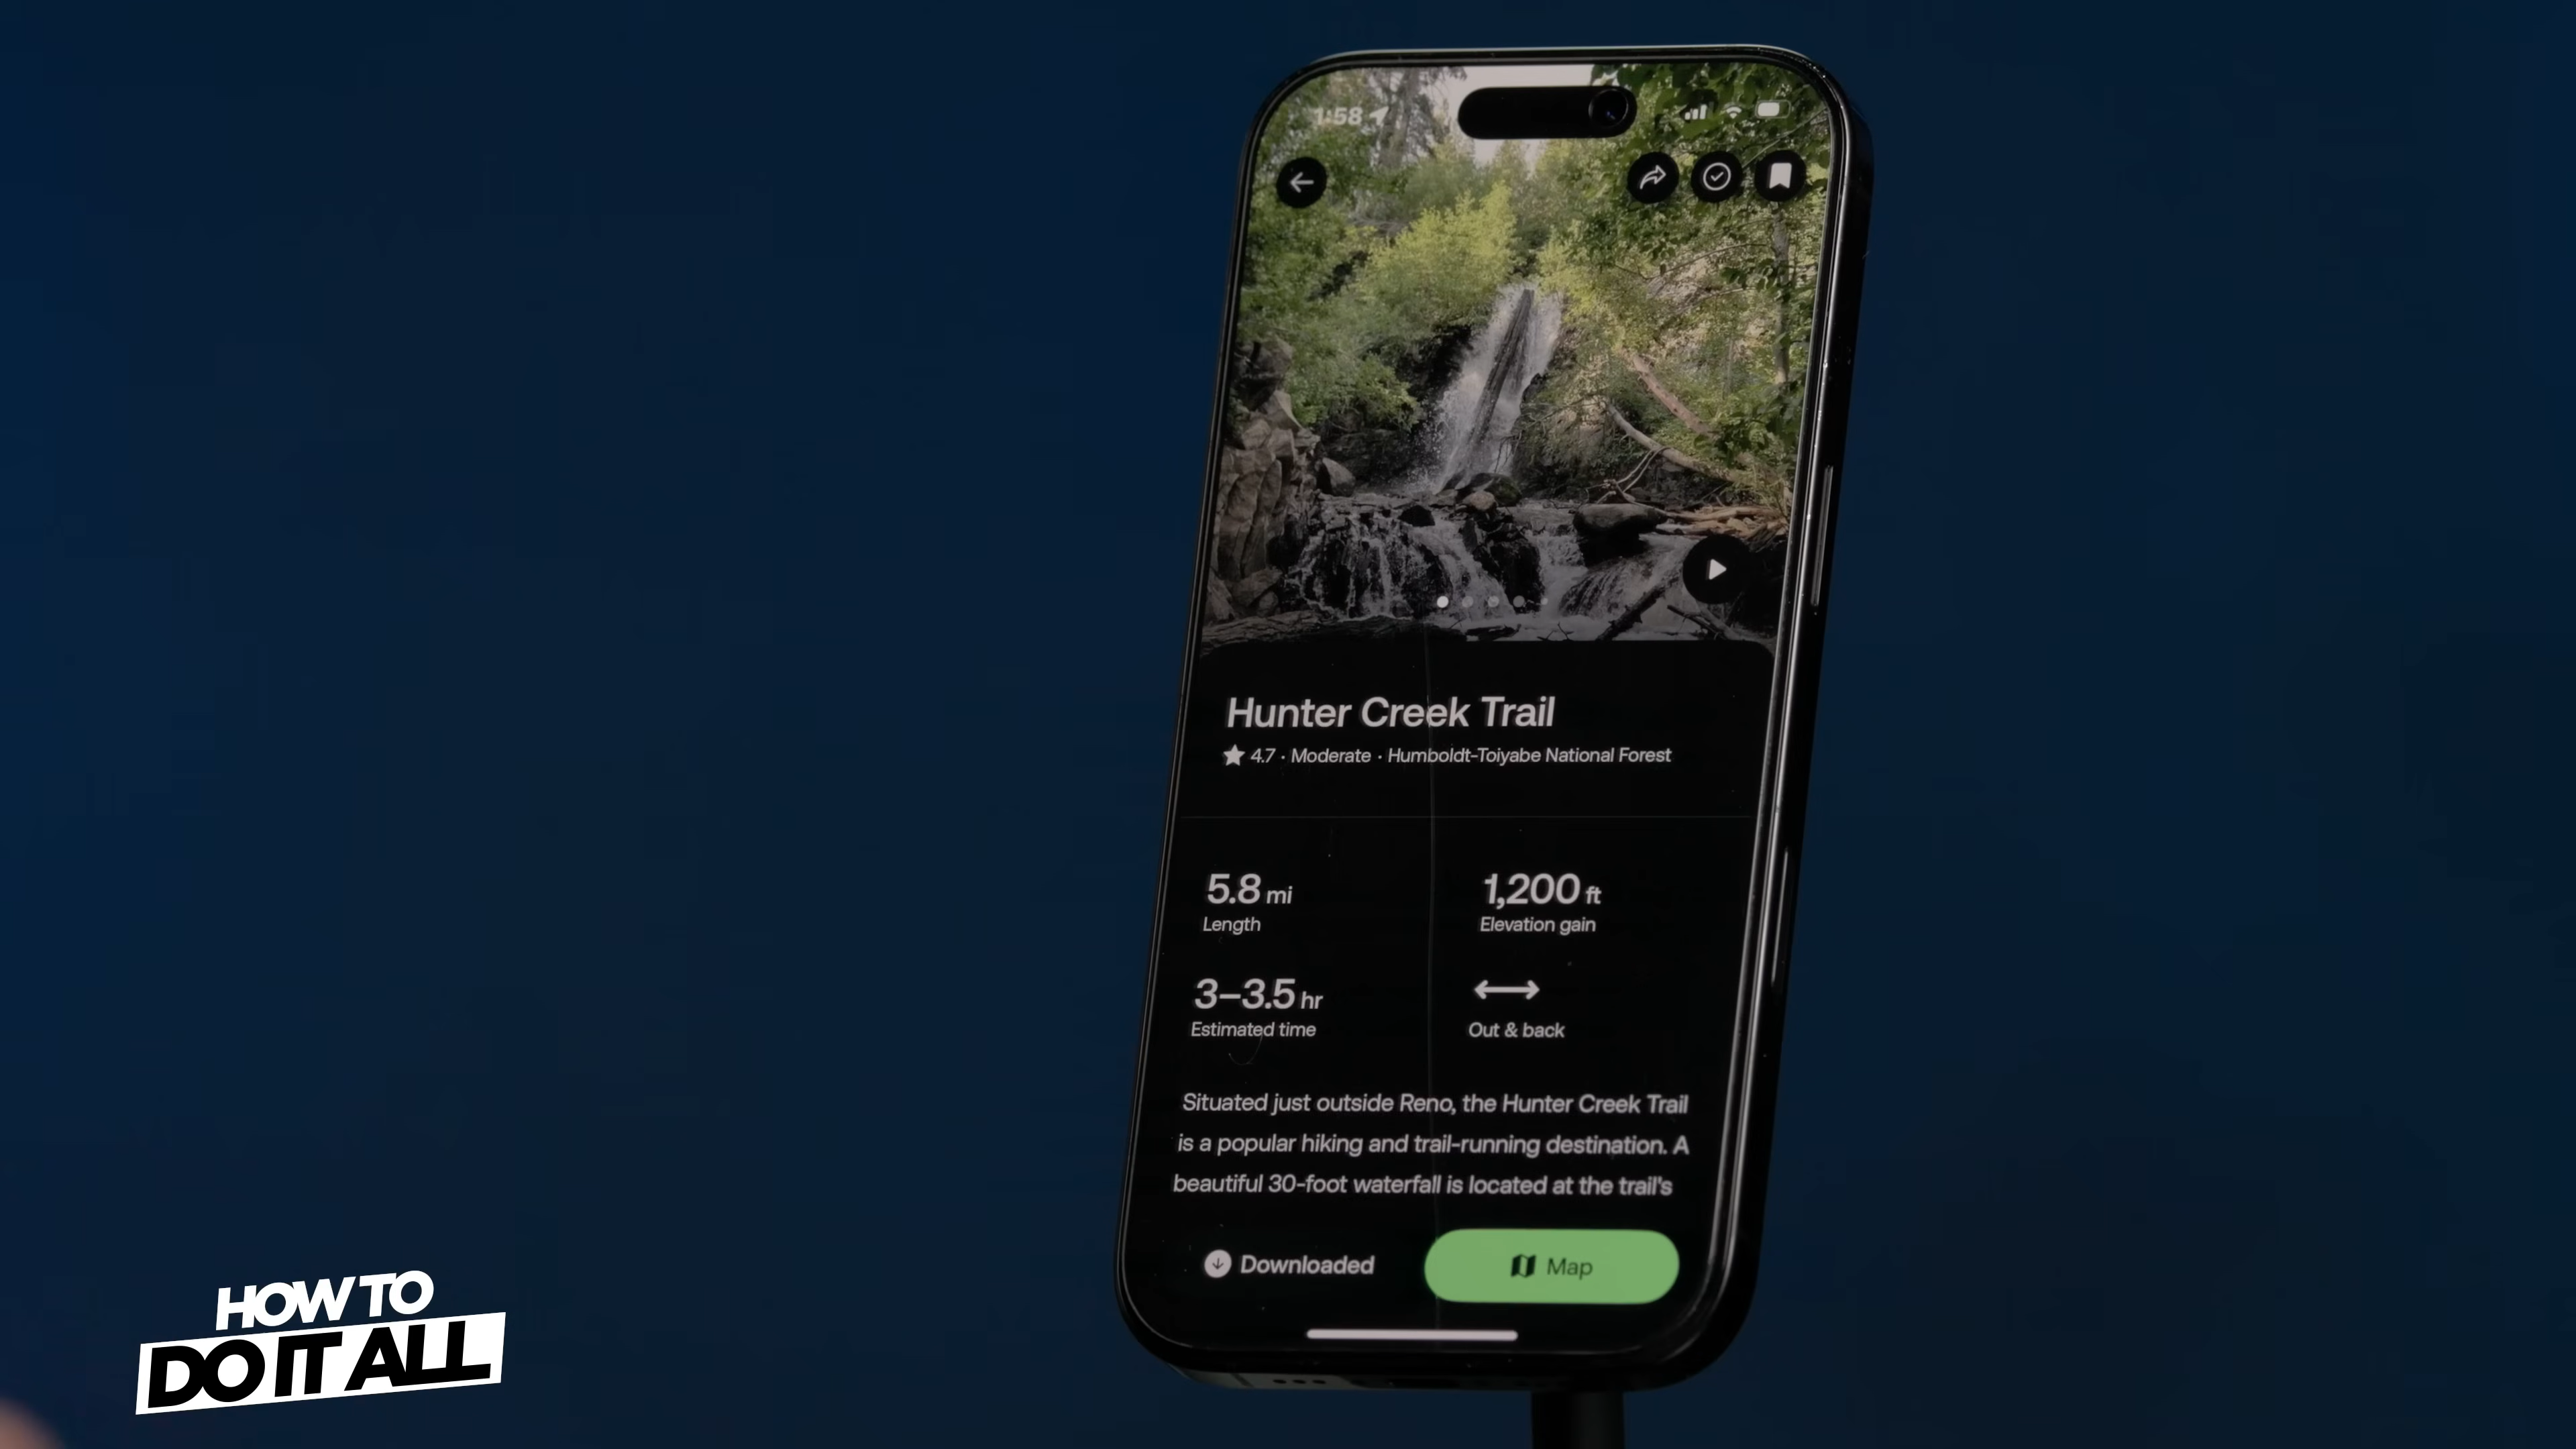 1:58
Hunter Creek Trail
4.7 · Moderate · Humboldt-Toiyabe National Forest
5.8 mi
Length
1,200 ft
Elevation gain
3–3.5 hr
Estimated time
Out & back
Situated just outside Reno, the Hunter Creek Trail
is a popular hiking and trail-running destination. A
beautiful 30-foot waterfall is located at the trail's
Downloaded
Map
HOW TO
DO IT ALL